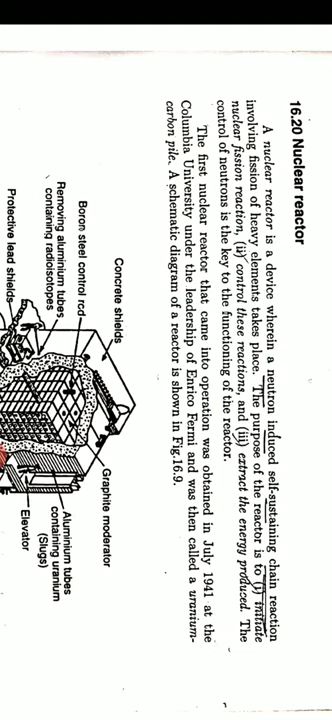 16.20 Nuclear reactor
A nuclear reactor is a device wherein a neutron induced self-sustaining chain reaction
involving fission of heavy elements takes place. The purpose of the reactor is to (i) initiate
nuclear fission reaction, (ii) control these reactions, and (iii) extract the energy produced. The
control of neutrons is the key to the functioning of the reactor.
The first nuclear reactor that came into operation was obtained in July 1941 at the
Columbia University under the leadership of Enrico Fermi and was then called a uranium-
carbon pile. A schematic diagram of a reactor is shown in Fig.16.9.
Concrete shields
Graphite moderator
Boron steel control rod
Aluminium tubes
containing uranium
(Slugs)
Removing aluminium tubes
containing radioisotopes
Elevator
Protective lead shields